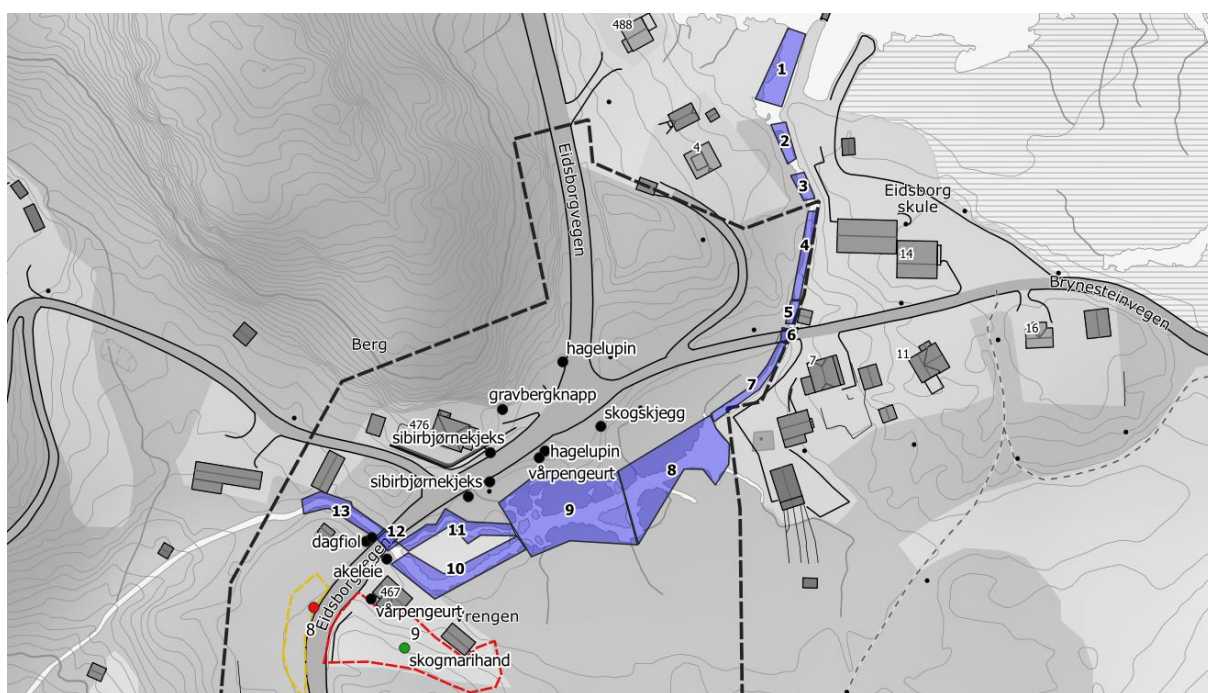 488
1
2
4
3
Eidsborgvegen
Eidsborg
skule
4
14
Brynesteinvegen
5
6
16
Berg
hagelupin
7
11
7
gravbergknapp
476
skogskjegg
sibirbjørnekjeks
hagelupin
vårpengeurt
8
sibirbjørnekjeks
9
13
12
11
dagfiol
akeleie
10
467
Eidsborgvegen
vårpengeurt
Vrengen
8
9
skogmarihand